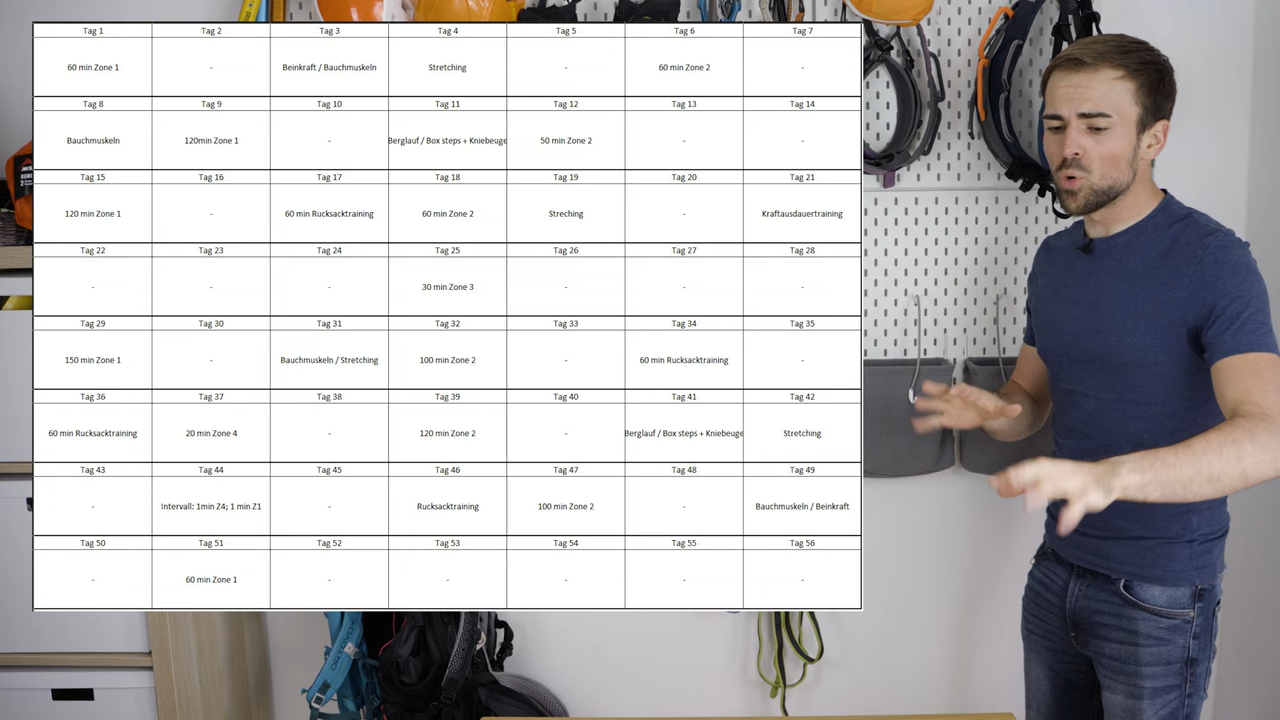 Tag 1 Tag 2 Tag 3 Tag 4 Tag 5 Tag 6 Tag 7
60 min Zone 1 - Beinkraft / Bauchmuskeln Stretching - 60 min Zone 2 -
Tag 8 Tag 9 Tag 10 Tag 11 Tag 12 Tag 13 Tag 14
Bauchmuskeln 120min Zone 1 - Berglauf / Box steps + Kniebeuge 50 min Zone 2 - -
Tag 15 Tag 16 Tag 17 Tag 18 Tag 19 Tag 20 Tag 21
120 min Zone 1 - 60 min Rucksacktraining 60 min Zone 2 Streching - Kraftausdauertraining
Tag 22 Tag 23 Tag 24 Tag 25 Tag 26 Tag 27 Tag 28
- - - 30 min Zone 3 - - -
Tag 29 Tag 30 Tag 31 Tag 32 Tag 33 Tag 34 Tag 35
150 min Zone 1 - Bauchmuskeln / Stretching 100 min Zone 2 - 60 min Rucksacktraining -
Tag 36 Tag 37 Tag 38 Tag 39 Tag 40 Tag 41 Tag 42
60 min Rucksacktraining 20 min Zone 4 - 120 min Zone 2 - Berglauf / Box steps + Kniebeuge Stretching
Tag 43 Tag 44 Tag 45 Tag 46 Tag 47 Tag 48 Tag 49
- Intervall: 1min Z4; 1 min Z1 - Rucksacktraining 100 min Zone 2 - Bauchmuskeln / Beinkraft
Tag 50 Tag 51 Tag 52 Tag 53 Tag 54 Tag 55 Tag 56
- 60 min Zone 1 - - - - -